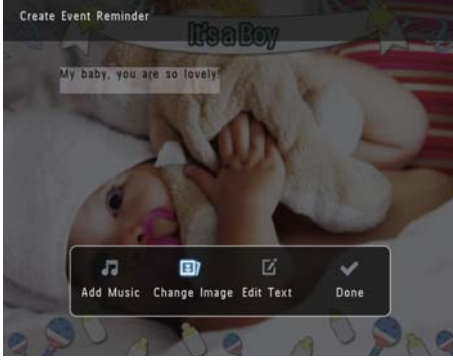 Create Event Reminder
It's a Boy
My baby, you are so lovely!
Add Music Change Image Edit Text Done